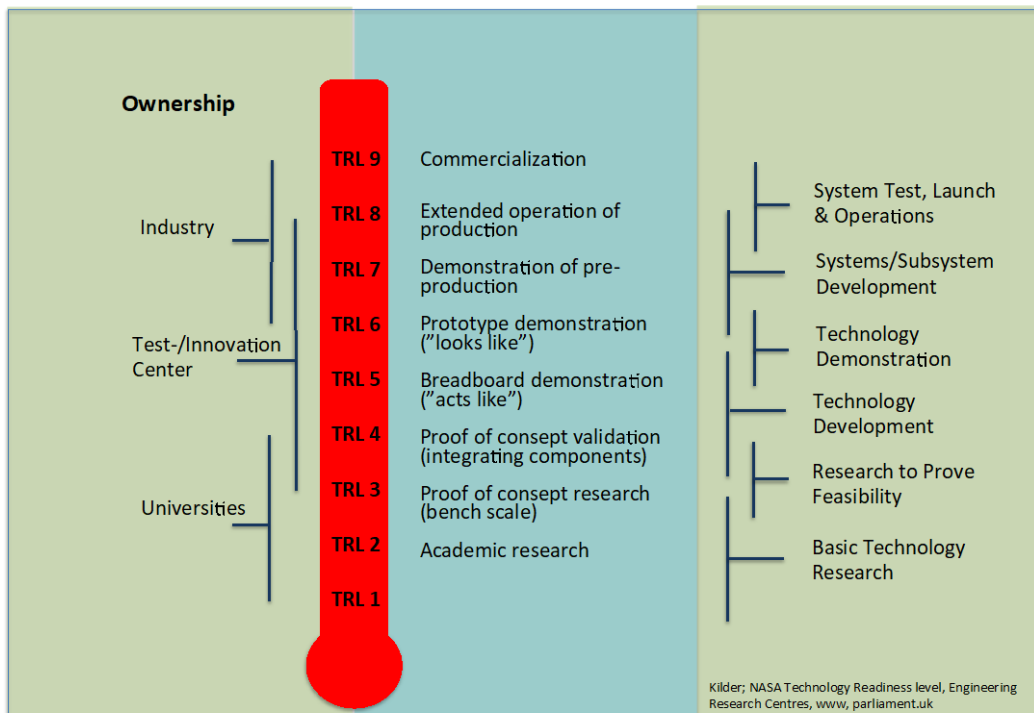 Ownership
Industry
Test-/Innovation
Center
Universities
TRL 9
TRL 8
TRL 7
TRL 6
TRL 5
TRL 4
TRL 3
TRL 2
TRL 1
Commercialization
Extended operation of
production
Demonstration of pre-
production
Prototype demonstration
(”looks like”)
Breadboard demonstration
(”acts like”)
Proof of consept validation
(integrating components)
Proof of consept research
(bench scale)
Academic research
System Test, Launch
& Operations
Systems/Subsystem
Development
Technology
Demonstration
Technology
Development
Research to Prove
Feasibility
Basic Technology
Research
Kilder; NASA Technology Readiness level, Engineering
Research Centres, www, parliament.uk